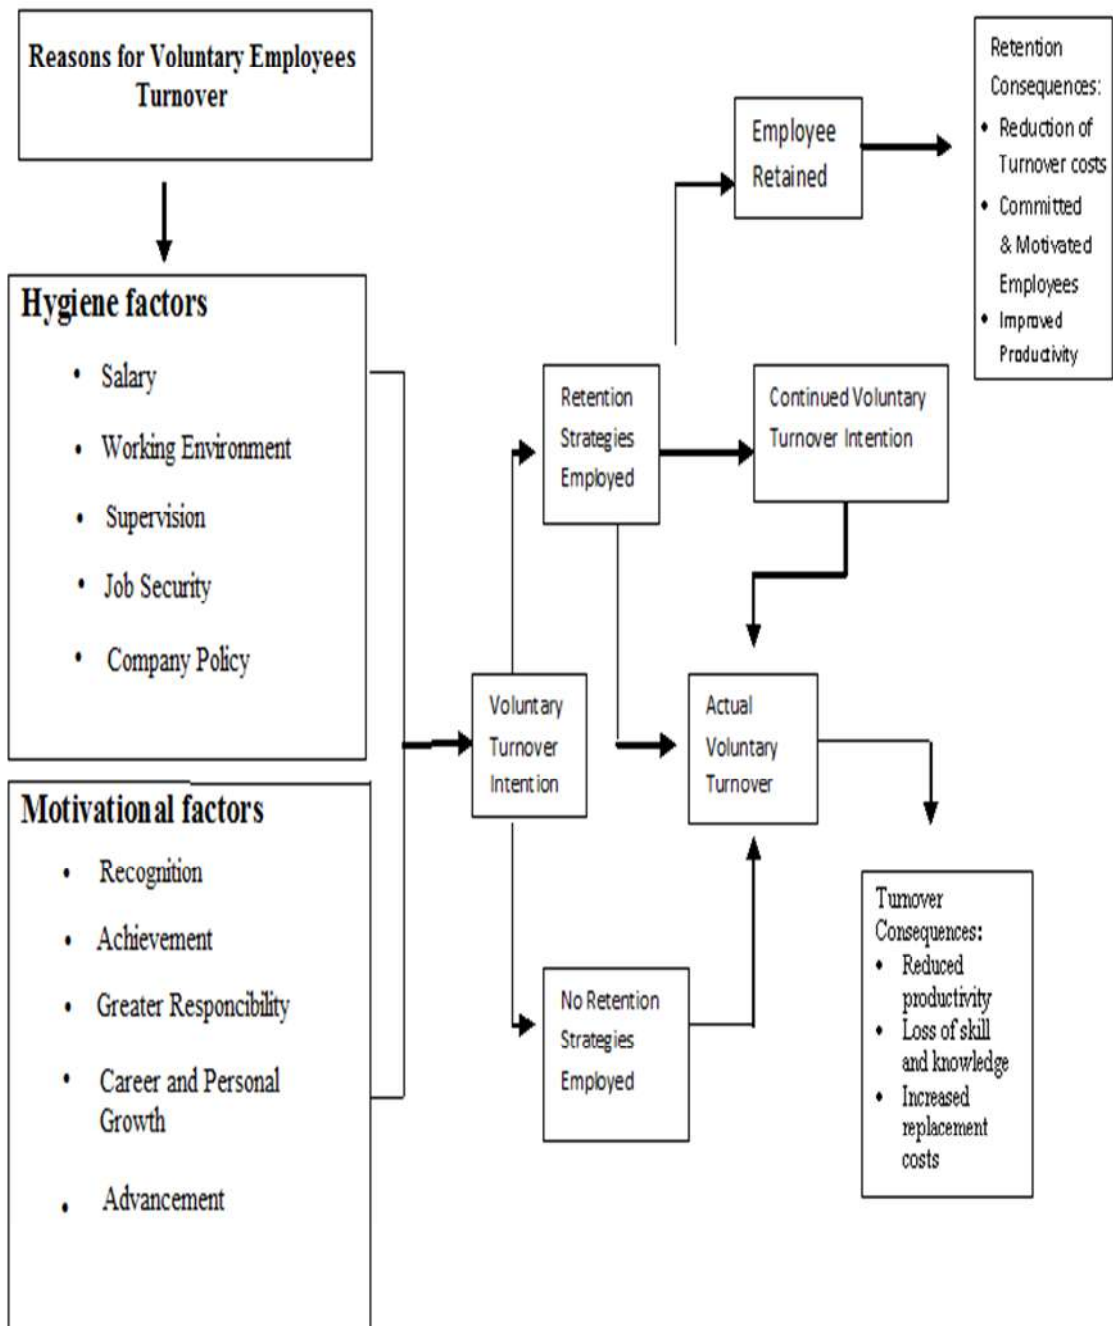 Reasons for Voluntary Employees
Turnover
Hygiene factors
• Salary
• Working Environment
• Supervision
• Job Security
• Company Policy
Motivational factors
• Recognition
• Achievement
• Greater Responcibility
• Career and Personal
Growth
• Advancement
Voluntary
Turnover
Intention
Retention
Strategies
Employed
No Retention
Strategies
Employed
Employee
Retained
Continued Voluntary
Turnover Intention
Actual
Voluntary
Turnover
Retention
Consequences:
• Reduction of
Turnover costs
• Committed
& Motivated
Employees
• Improved
Productivity
Turnover
Consequences:
• Reduced
productivity
• Loss of skill
and knowledge
• Increased
replacement
costs